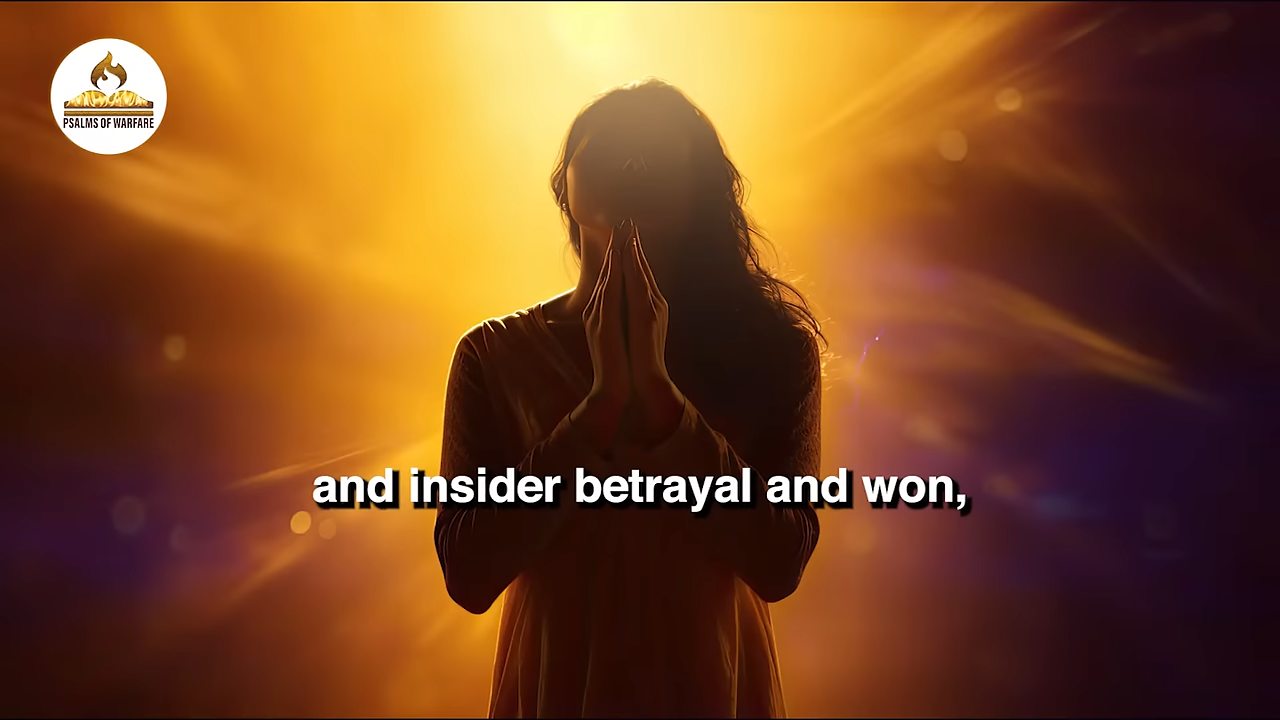 PSALMS OF WARFARE
and insider betrayal and won,